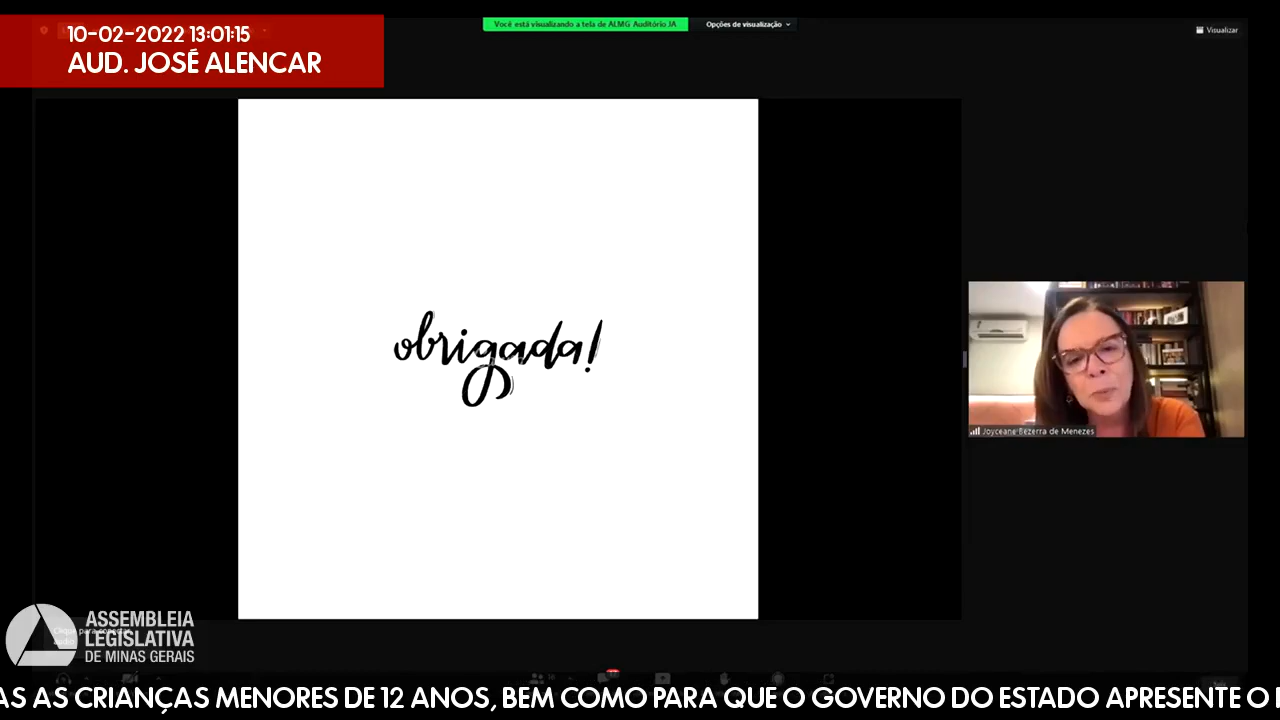 10-02-2022 13:01:15
AUD. JOSÉ ALENCAR
Você está visualizando a tela de ALMG Auditório JA
Opções de visualização
Visualizar
obrigada!
Joyceane Bezerra de Menezes
ASSEMBLEIA
LEGISLATIVA
DE MINAS GERAIS
AS AS CRIANÇAS MENORES DE 12 ANOS, BEM COMO PARA QUE O GOVERNO DO ESTADO APRESENTE O